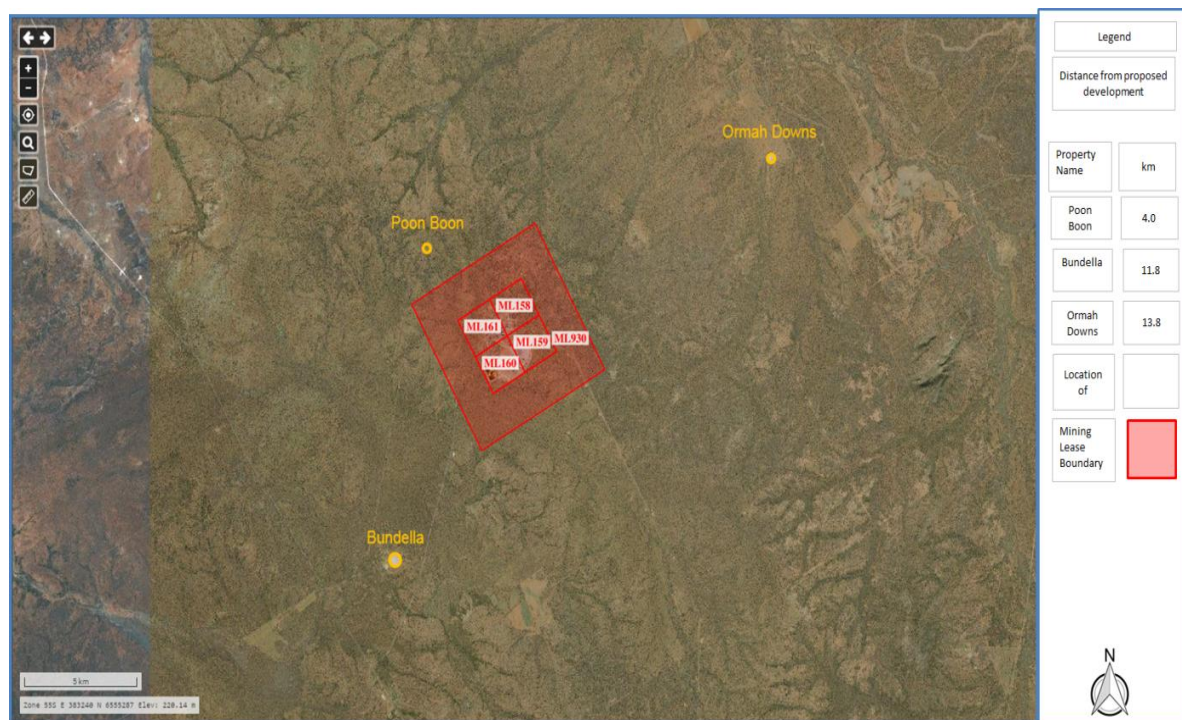 Ormah Downs
Poon Boon
ML158
ML161
ML159
ML930
ML160
Bundella
5 km
Zone 55S E 383240 N 6555287 Elev: 220.14 m
Legend
Distance from proposed
development
Property
Name
km
Poon
Boon
4.0
Bundella
11.8
Ormah
Downs
13.8
Location
of
Mining
Lease
Boundary
N